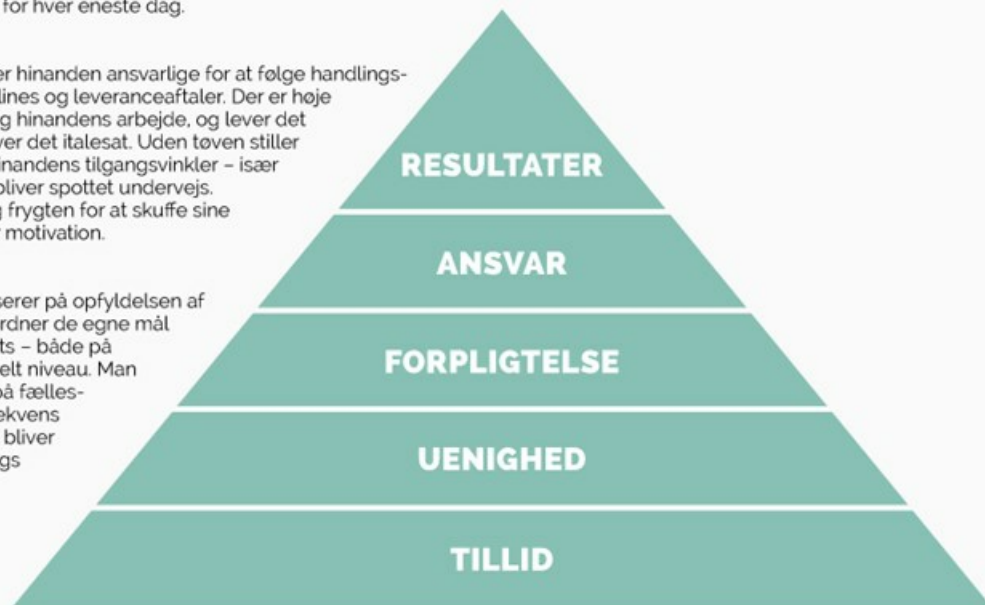 for hver eneste dag.
er hinanden ansvarlige for at følge handlings-
lines og leveranceaftaler. Der er høje
g hinandens arbejde, og lever det
ver det italesat. Uden tøven stiller
inandens tilgangsvinkler – især
bliver spottet undervejs.
g frygten for at skuffe sine
motivation.
serer på opfyldelsen af
rdner de egne mål
ts – både på
elt niveau. Man
på fælles-
ekvens
bliver
gs
RESULTATER
ANSVAR
FORPLIGTELSE
UENIGHED
TILLID